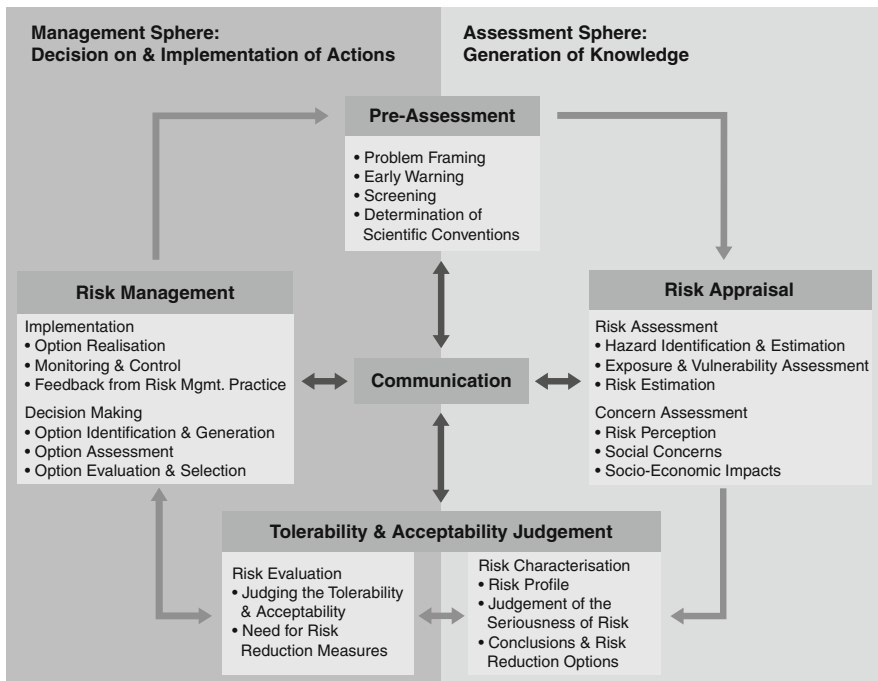 Management Sphere:
Decision on & Implementation of Actions
Assessment Sphere:
Generation of Knowledge
Pre-Assessment
• Problem Framing
• Early Warning
• Screening
• Determination of
Scientific Conventions
Risk Management
Implementation
• Option Realisation
• Monitoring & Control
• Feedback from Risk Mgmt. Practice
Decision Making
• Option Identification & Generation
• Option Assessment
• Option Evaluation & Selection
Communication
Risk Appraisal
Risk Assessment
• Hazard Identification & Estimation
• Exposure & Vulnerability Assessment
• Risk Estimation
Concern Assessment
• Risk Perception
• Social Concerns
• Socio-Economic Impacts
Tolerability & Acceptability Judgement
Risk Evaluation
• Judging the Tolerability
& Acceptability
• Need for Risk
Reduction Measures
Risk Characterisation
• Risk Profile
• Judgement of the
Seriousness of Risk
• Conclusions & Risk
Reduction Options